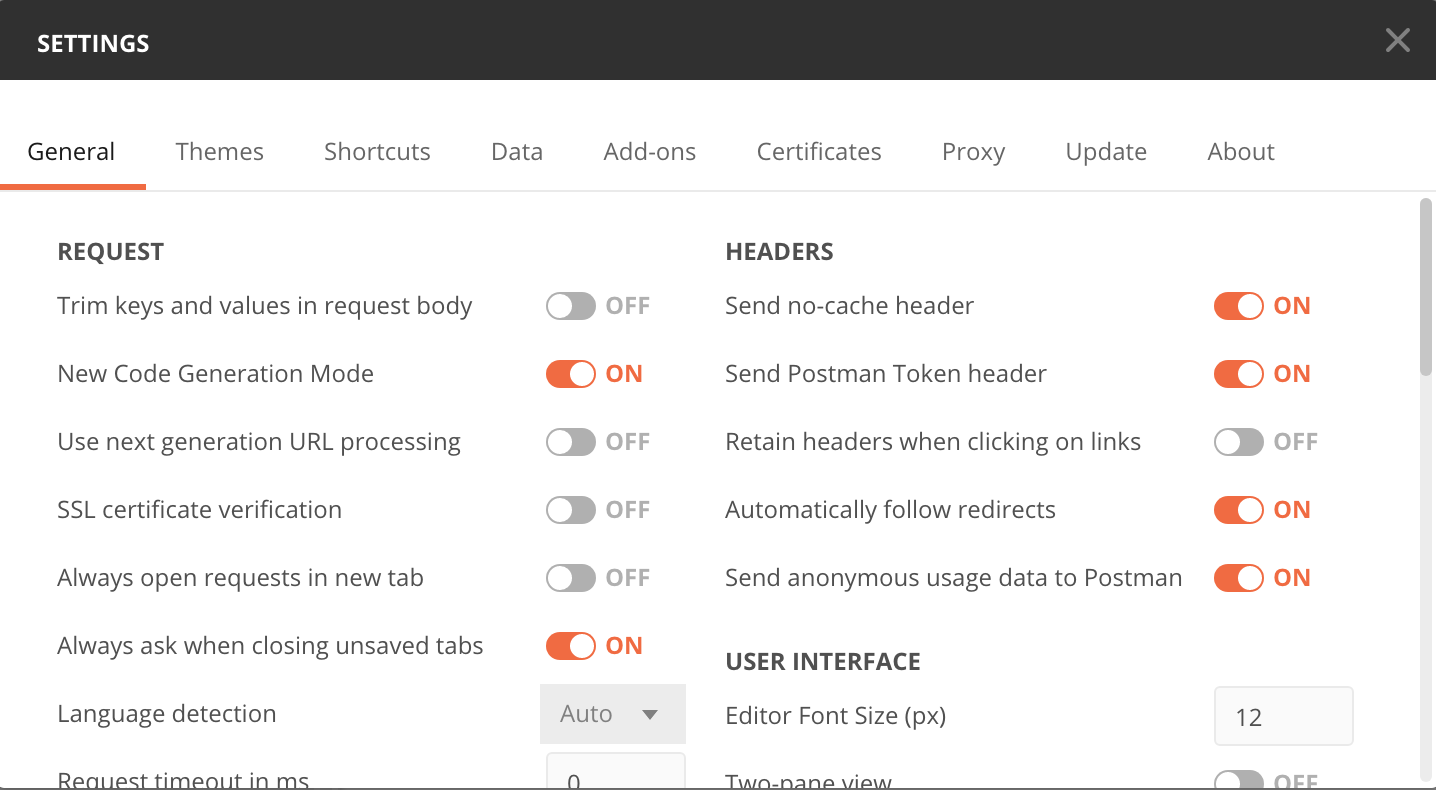 SETTINGS
General Themes Shortcuts Data Add-ons Certificates Proxy Update About
REQUEST
Trim keys and values in request body OFF
New Code Generation Mode ON
Use next generation URL processing OFF
SSL certificate verification OFF
Always open requests in new tab OFF
Always ask when closing unsaved tabs ON
Language detection Auto
Request timeout in ms 0
HEADERS
Send no-cache header ON
Send Postman Token header ON
Retain headers when clicking on links OFF
Automatically follow redirects ON
Send anonymous usage data to Postman ON
USER INTERFACE
Editor Font Size (px) 12
Two-pane view OFF